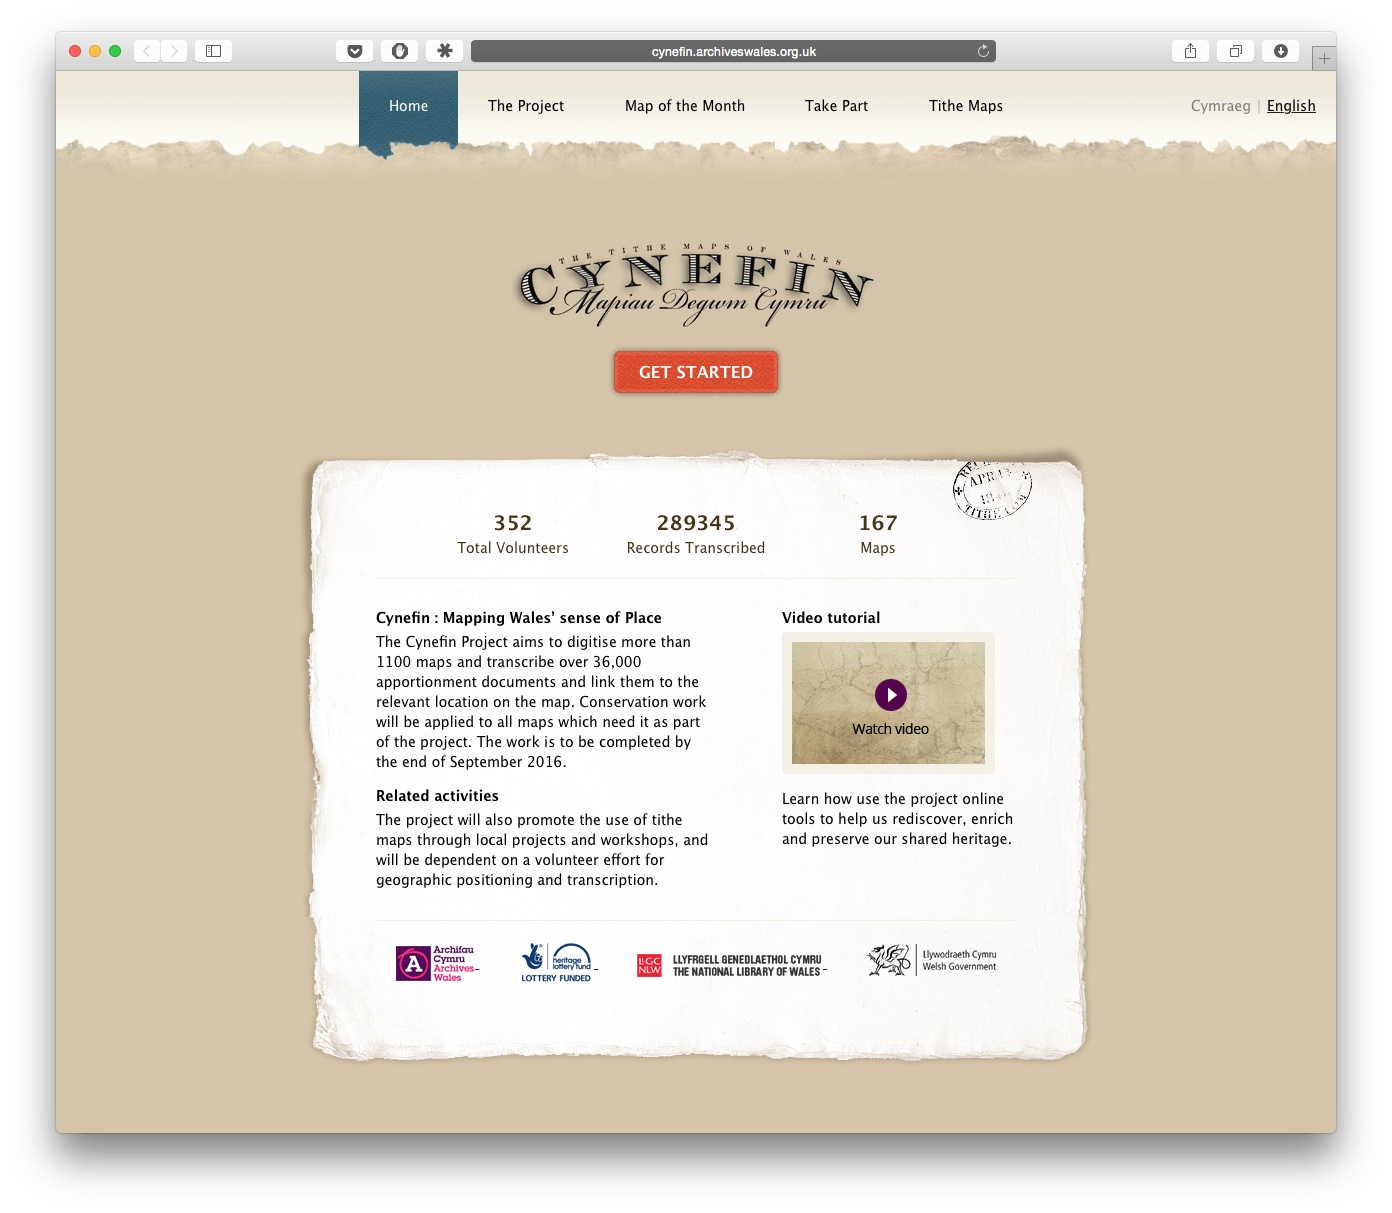 cynefin.archiveswales.org.uk
Home
The Project
Map of the Month
Take Part
Tithe Maps
Cymraeg | English
THE TITHE MAPS OF WALES
CYNEFIN
Mapiau Degwm Cymru
GET STARTED
APR 1
18
TITHE COM
352
Total Volunteers
289345
Records Transcribed
167
Maps
Cynefin : Mapping Wales’ sense of Place
The Cynefin Project aims to digitise more than
1100 maps and transcribe over 36,000
apportionment documents and link them to the
relevant location on the map. Conservation work
will be applied to all maps which need it as part
of the project. The work is to be completed by
the end of September 2016.
Related activities
The project will also promote the use of tithe
maps through local projects and workshops, and
will be dependent on a volunteer effort for
geographic positioning and transcription.
Video tutorial
Watch video
Learn how use the project online
tools to help us rediscover, enrich
and preserve our shared heritage.
A
Archifau
Cymru
Archives
Wales
heritage
lottery fund
LOTTERY FUNDED
LlGC
NLW
LLYFRGELL GENEDLAETHOL CYMRU
THE NATIONAL LIBRARY OF WALES
Llywodraeth Cymru
Welsh Government